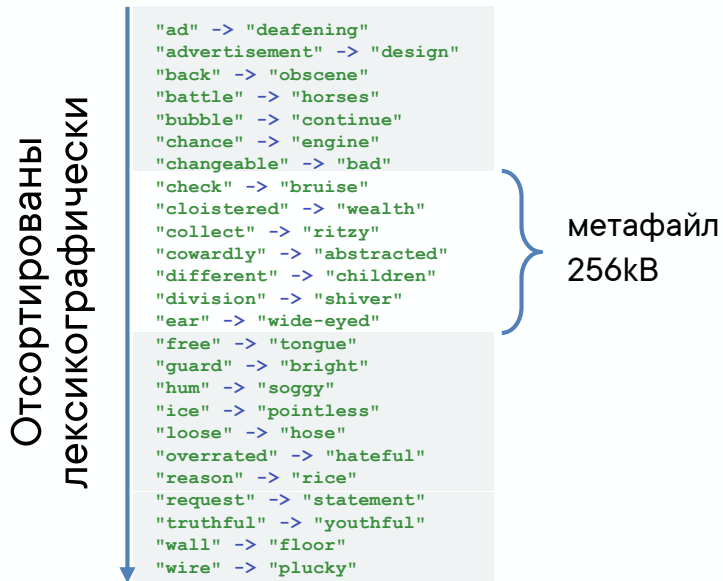 Отсортированы
лексикографически
"ad" -> "deafening"
"advertisement" -> "design"
"back" -> "obscene"
"battle" -> "horses"
"bubble" -> "continue"
"chance" -> "engine"
"changeable" -> "bad"
"check" -> "bruise"
"cloistered" -> "wealth"
"collect" -> "ritzy"
"cowardly" -> "abstracted"
"different" -> "children"
"division" -> "shiver"
"ear" -> "wide-eyed"
"free" -> "tongue"
"guard" -> "bright"
"hum" -> "soggy"
"ice" -> "pointless"
"loose" -> "hose"
"overrated" -> "hateful"
"reason" -> "rice"
"request" -> "statement"
"truthful" -> "youthful"
"wall" -> "floor"
"wire" -> "plucky"
метафайл
256kB